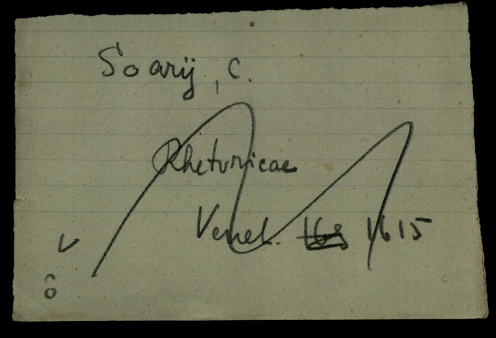 Soarij, C.
Rhetoricae
Venet. 1615
v
ô